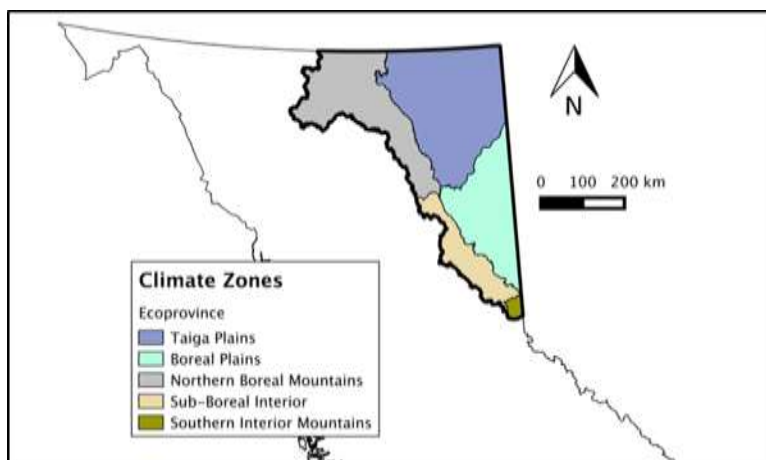 N
0 100 200 km
Climate Zones
Ecoprovince
Taiga Plains
Boreal Plains
Northern Boreal Mountains
Sub-Boreal Interior
Southern Interior Mountains